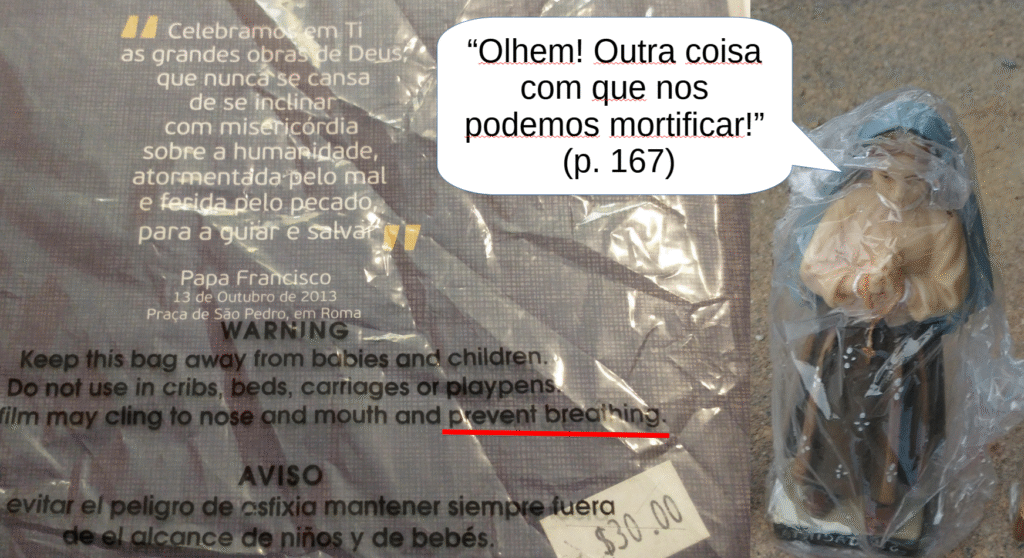 “ Celebramos em Ti
as grandes obras de Deus,
que nunca se cansa
de se inclinar
com misericórdia
sobre a humanidade,
atormentada pelo mal
e ferida pelo pecado,
para a guiar e salvar ”
Papa Francisco
13 de Outubro de 2013
Praça de São Pedro, em Roma
WARNING
Keep this bag away from babies and children.
Do not use in cribs, beds, carriages or playpens.
film may cling to nose and mouth and prevent breathing.
AVISO
evitar el peligro de asfixia mantener siempre fuera
de el alcance de niños y de bebés.
$30.00
“Olhem! Outra coisa
com que nos
podemos mortificar!”
(p. 167)